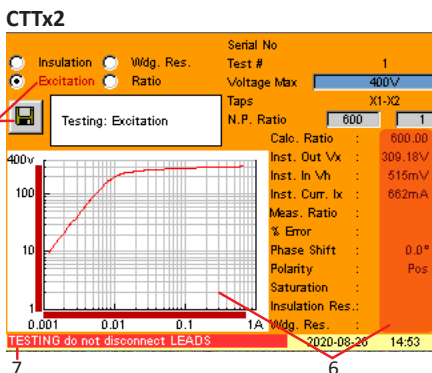 CTTx2
Serial No
Insulation Wdg. Res.
Test # 1
Excitation Ratio
Voltage Max 400V
Taps X1-X2
Testing: Excitation
N.P. Ratio 600 1
Calc. Ratio : 600.00
Inst. Out Vx : 309.18V
Inst. In Vh : 515mV
Inst. Curr. Ix : 662mA
Meas. Ratio :
% Error :
Phase Shift : 0.0°
Polarity : Pos
Saturation :
Insulation Res.:
Wdg. Res. :
400v
100
10
1
0.001 0.01 0.1 1A
TESTING do not disconnect LEADS 2020-08-26 14:53
7 6